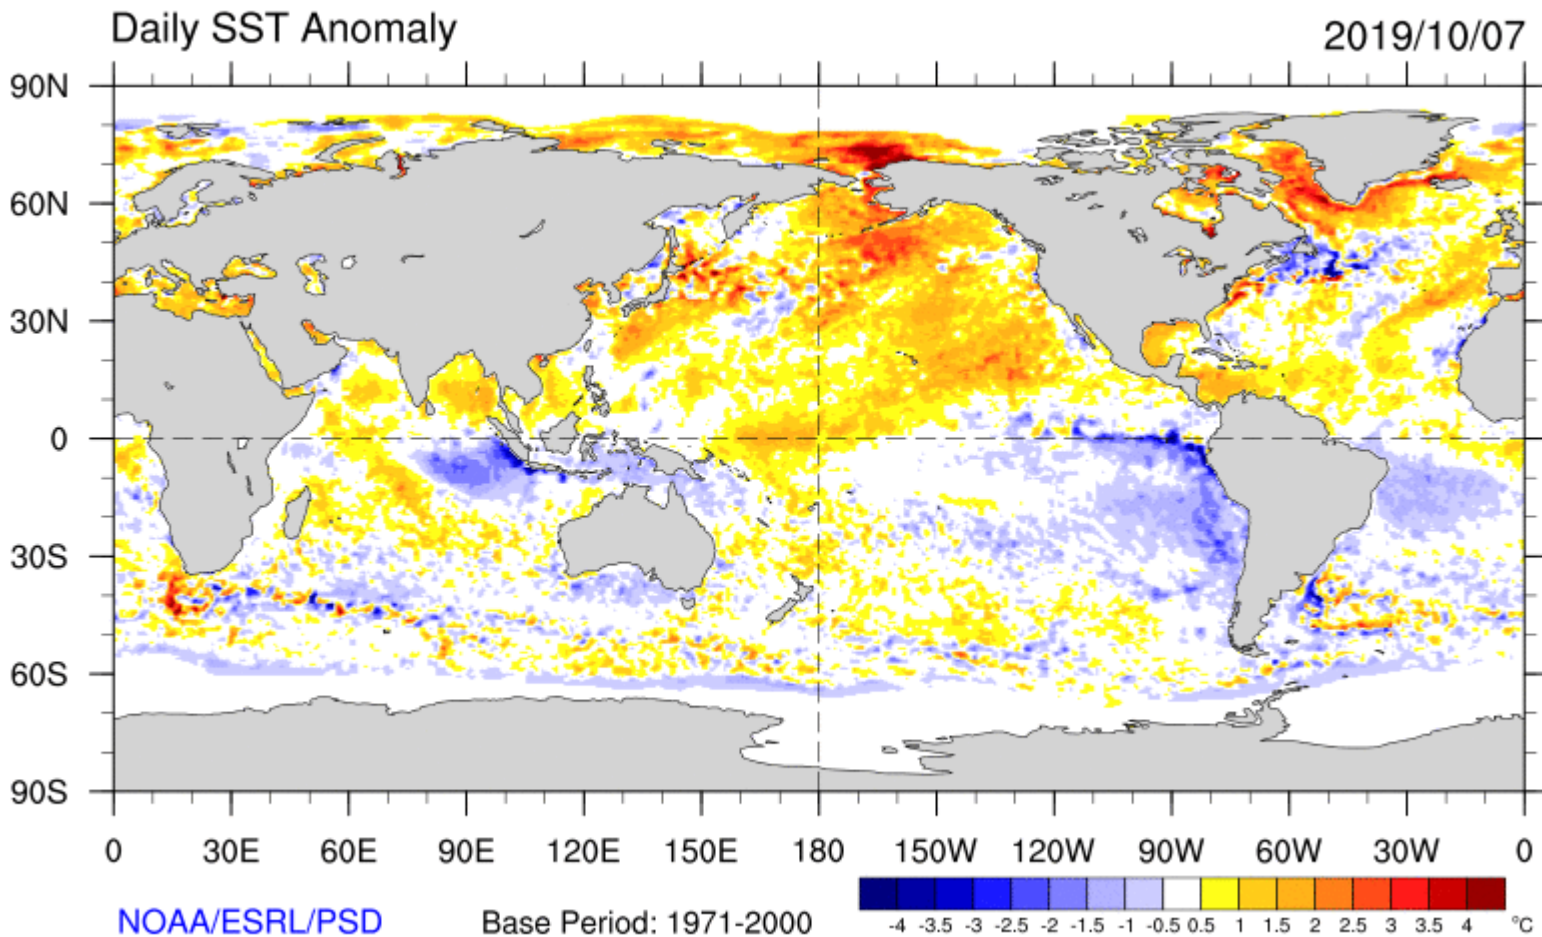 Daily SST Anomaly 2019/10/07
90N
60N
30N
0
30S
60S
90S
0 30E 60E 90E 120E 150E 180 150W 120W 90W 60W 30W 0
-4 -3.5 -3 -2.5 -2 -1.5 -1 -0.5 0.5 1 1.5 2 2.5 3 3.5 4 °C
NOAA/ESRL/PSD Base Period: 1971-2000